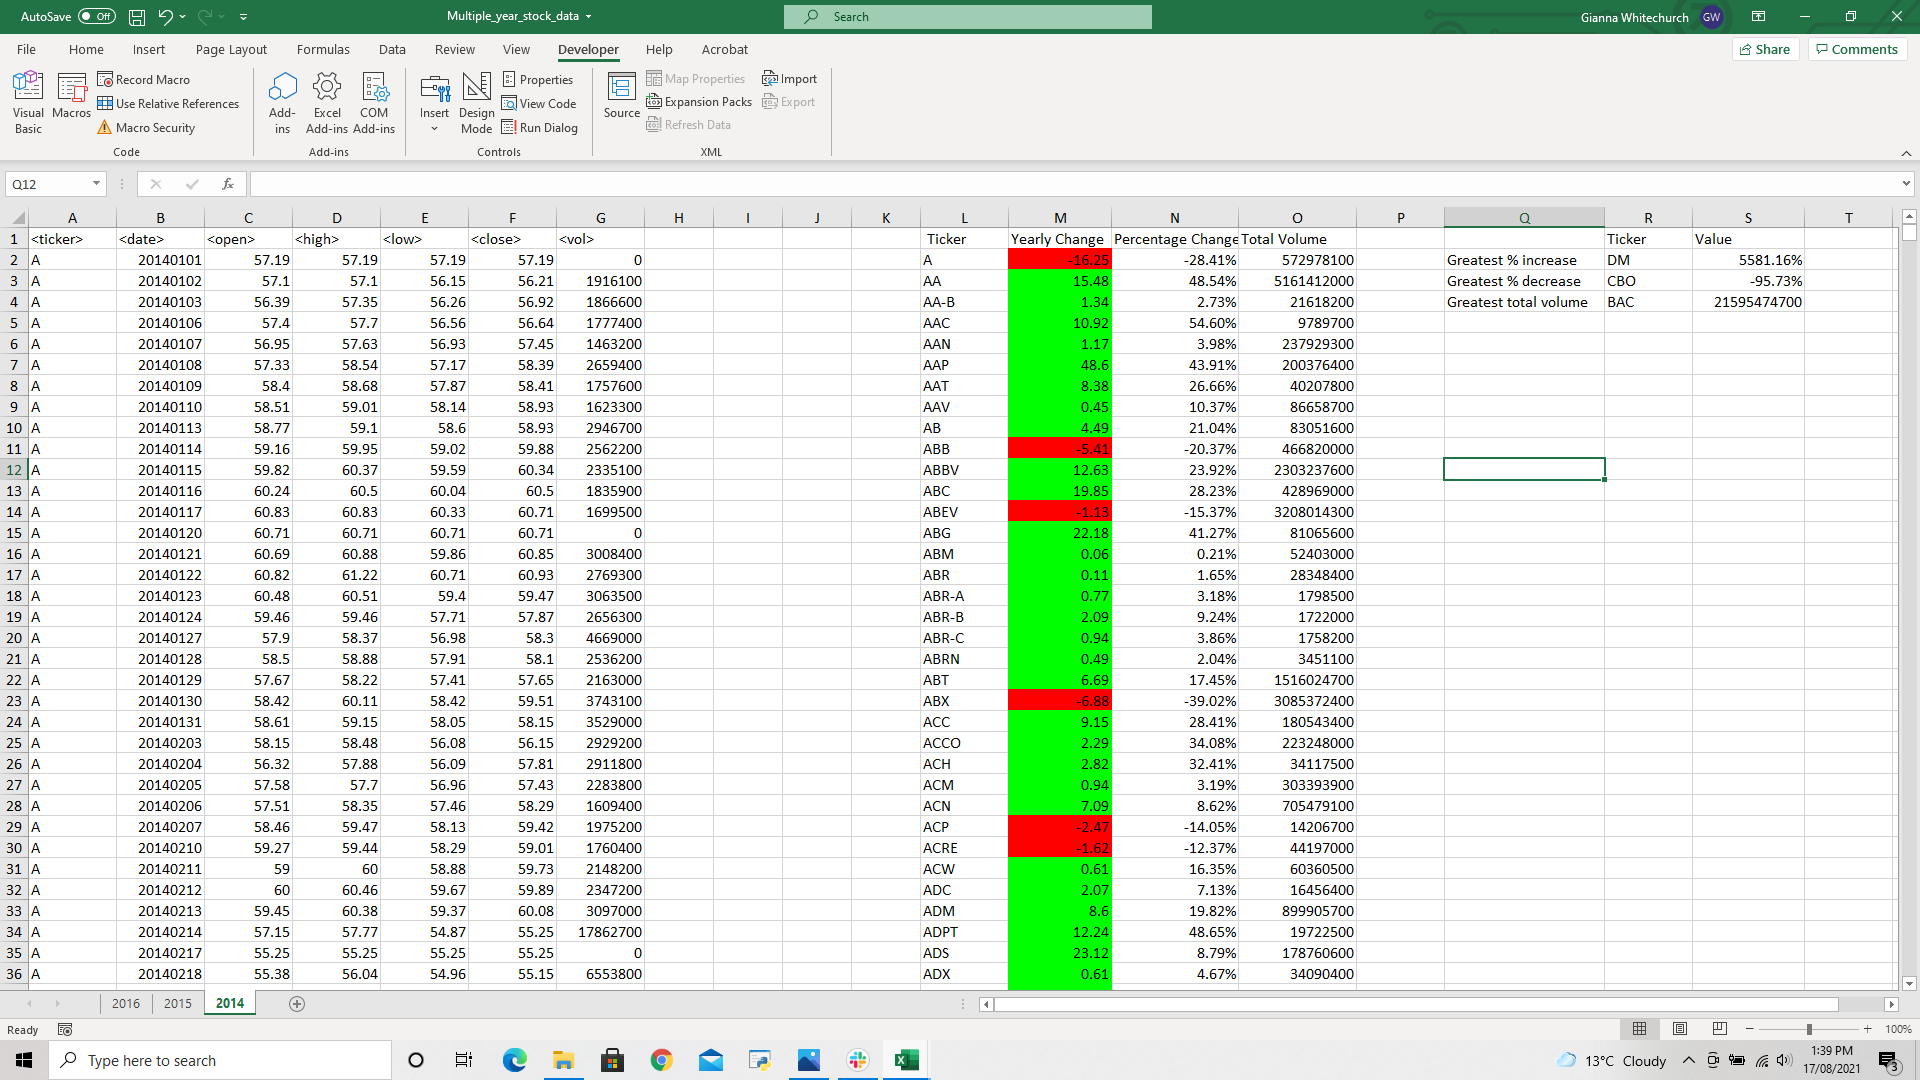 AutoSave Off Multiple_year_stock_data Search Gianna Whitechurch GW
File Home Insert Page Layout Formulas Data Review View Developer Help Acrobat Share Comments
Visual Basic Macros Record Macro Use Relative References Macro Security Code
Add-ins Excel Add-ins COM Add-ins Add-ins
Insert Design Mode Properties View Code Run Dialog Controls
Source Map Properties Expansion Packs Refresh Data Import Export XML
Q12 fx
A B C D E F G H I J K L M N O P Q R S T
1 <ticker> <date> <open> <high> <low> <close> <vol> Ticker Yearly Change Percentage Change Total Volume Ticker Value
2 A 20140101 57.19 57.19 57.19 57.19 0 A -16.25 -28.41% 572978100 Greatest % increase DM 5581.16%
3 A 20140102 57.1 57.1 56.15 56.21 1916100 AA 15.48 48.54% 5161412000 Greatest % decrease CBO -95.73%
4 A 20140103 56.39 57.35 56.26 56.92 1866600 AA-B 1.34 2.73% 21618200 Greatest total volume BAC 21595474700
5 A 20140106 57.4 57.7 56.56 56.64 1777400 AAC 10.92 54.60% 9789700
6 A 20140107 56.95 57.63 56.93 57.45 1463200 AAN 1.17 3.98% 237929300
7 A 20140108 57.33 58.54 57.17 58.39 2659400 AAP 48.6 43.91% 200376400
8 A 20140109 58.4 58.68 57.87 58.41 1757600 AAT 8.38 26.66% 40207800
9 A 20140110 58.51 59.01 58.14 58.93 1623300 AAV 0.45 10.37% 86658700
10 A 20140113 58.77 59.1 58.6 58.93 2946700 AB 4.49 21.04% 83051600
11 A 20140114 59.16 59.95 59.02 59.88 2562200 ABB -5.41 -20.37% 466820000
12 A 20140115 59.82 60.37 59.59 60.34 2335100 ABBV 12.63 23.92% 2303237600
13 A 20140116 60.24 60.5 60.04 60.5 1835900 ABC 19.85 28.23% 428969000
14 A 20140117 60.83 60.83 60.33 60.71 1699500 ABEV -1.13 -15.37% 3208014300
15 A 20140120 60.71 60.71 60.71 60.71 0 ABG 22.18 41.27% 81065600
16 A 20140121 60.69 60.88 59.86 60.85 3008400 ABM 0.06 0.21% 52403000
17 A 20140122 60.82 61.22 60.71 60.93 2769300 ABR 0.11 1.65% 28348400
18 A 20140123 60.48 60.51 59.4 59.47 3063500 ABR-A 0.77 3.18% 1798500
19 A 20140124 59.46 59.46 57.71 57.87 2656300 ABR-B 2.09 9.24% 1722000
20 A 20140127 57.9 58.37 56.98 58.3 4669000 ABR-C 0.94 3.86% 1758200
21 A 20140128 58.5 58.88 57.91 58.1 2536200 ABRN 0.49 2.04% 3451100
22 A 20140129 57.67 58.22 57.41 57.65 2163000 ABT 6.69 17.45% 1516024700
23 A 20140130 58.42 60.11 58.42 59.51 3743100 ABX -6.88 -39.02% 3085372400
24 A 20140131 58.61 59.15 58.05 58.15 3529000 ACC 9.15 28.41% 180543400
25 A 20140203 58.15 58.48 56.08 56.15 2929200 ACCO 2.29 34.08% 223248000
26 A 20140204 56.32 57.88 56.09 57.81 2911800 ACH 2.82 32.41% 34117500
27 A 20140205 57.58 57.7 56.96 57.43 2283800 ACM 0.94 3.19% 303393900
28 A 20140206 57.51 58.35 57.46 58.29 1609400 ACN 7.09 8.62% 705479100
29 A 20140207 58.46 59.47 58.13 59.42 1975200 ACP -2.47 -14.05% 14206700
30 A 20140210 59.27 59.44 58.29 59.01 1760400 ACRE -1.62 -12.37% 44197000
31 A 20140211 59 60 58.88 59.73 2148200 ACW 0.61 16.35% 60360500
32 A 20140212 60 60.46 59.67 59.89 2347200 ADC 2.07 7.13% 16456400
33 A 20140213 59.45 60.38 59.37 60.08 3097000 ADM 8.6 19.82% 899905700
34 A 20140214 57.15 57.77 54.87 55.25 17862700 ADPT 12.24 48.65% 19722500
35 A 20140217 55.25 55.25 55.25 55.25 0 ADS 23.12 8.79% 178760600
36 A 20140218 55.38 56.04 54.96 55.15 6553800 ADX 0.61 4.67% 34090400
2016 2015 2014
Ready 100%
Type here to search 13°C Cloudy 1:39 PM
17/08/2021 3